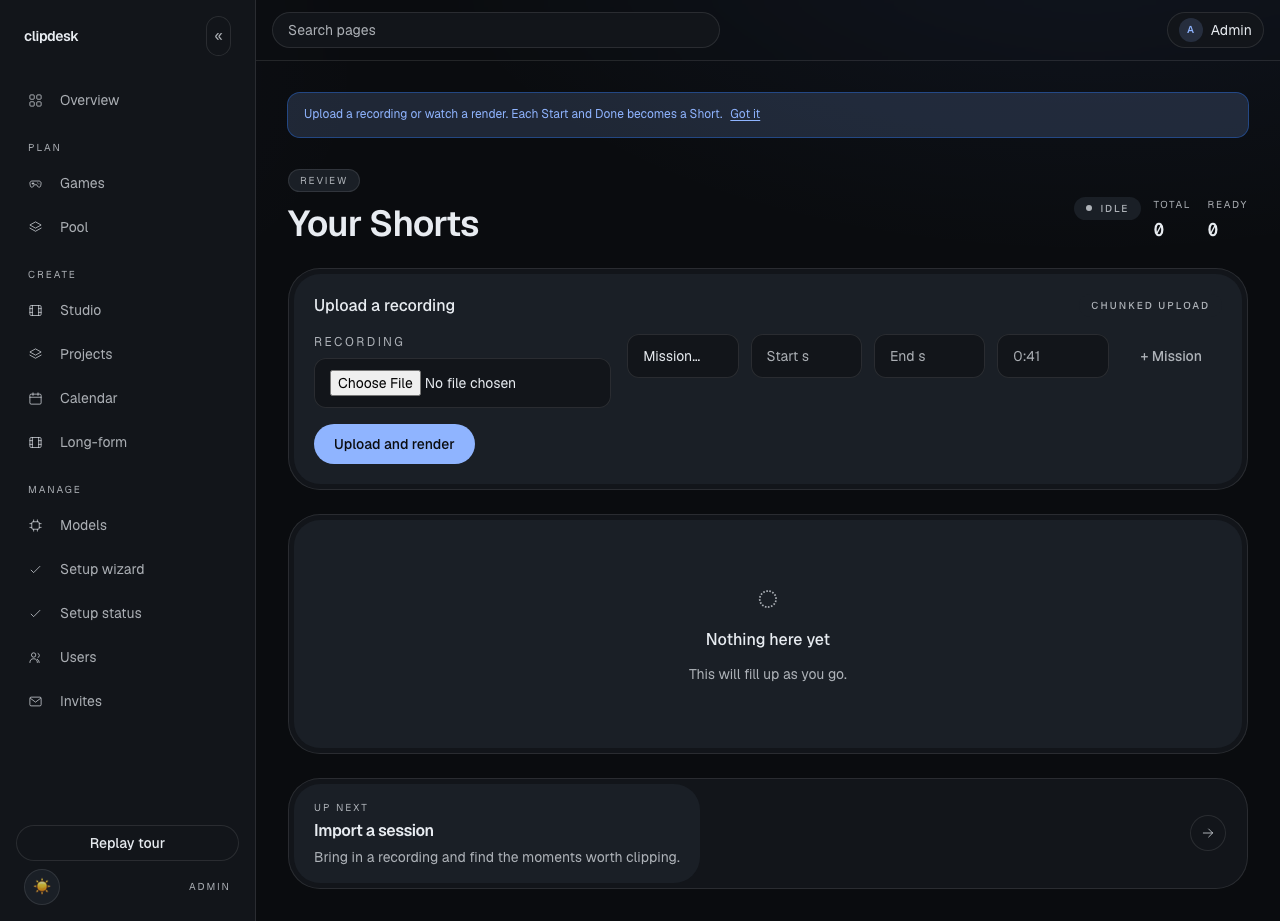 clipdesk
«
Overview
PLAN
Games
Pool
CREATE
Studio
Projects
Calendar
Long-form
MANAGE
Models
Setup wizard
Setup status
Users
Invites
Replay tour
ADMIN
Search pages
A Admin
Upload a recording or watch a render. Each Start and Done becomes a Short. Got it
REVIEW
Your Shorts
IDLE
TOTAL
0
READY
0
Upload a recording
CHUNKED UPLOAD
RECORDING
Choose File No file chosen
Mission...
Start s
End s
0:41
+ Mission
Upload and render
Nothing here yet
This will fill up as you go.
UP NEXT
Import a session
Bring in a recording and find the moments worth clipping.